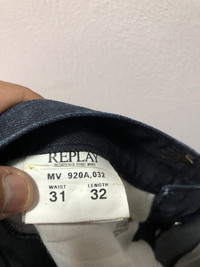 REPLAY
MV 920A,032
WAIST LENGTH
31 32